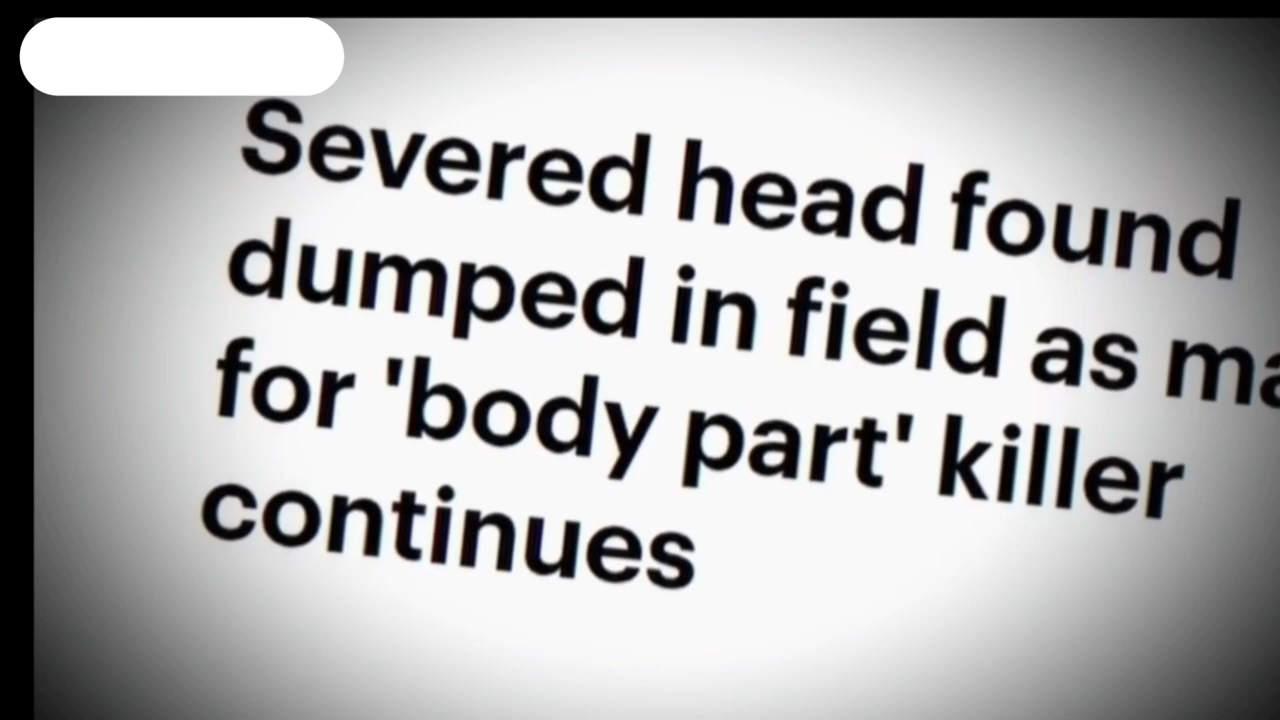 Severed head found
dumped in field as
for 'body part' killer
continues